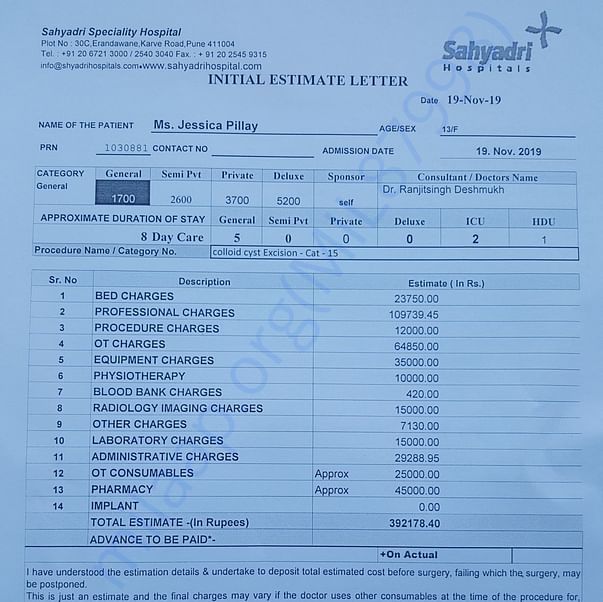 Sahyadri Speciality Hospital
Plot No : 30C,Erandawane,Karve Road,Pune 411004
Tel. : +91 20 6721 3000 / 2540 3040 Fax. : + 91 20 2545 9315
info@shyadrihospitals.com•www.sahyadrihospital.com
Sahyadri
Hospitals
INITIAL ESTIMATE LETTER
Date 19-Nov-19
NAME OF THE PATIENT Ms. Jessica Pillay AGE/SEX 13/F
PRN 1030881 CONTACT NO ADMISSION DATE 19. Nov. 2019
CATEGORY General Semi Pvt Private Deluxe Sponsor Consultant / Doctors Name
General 1700 2600 3700 5200 self Dr. Ranjitsingh Deshmukh
APPROXIMATE DURATION OF STAY General Semi Pvt Private Deluxe ICU HDU
8 Day Care 5 0 0 0 2 1
Procedure Name / Category No. colloid cyst Excision - Cat - 15
Sr. No Description Estimate ( In Rs.)
1 BED CHARGES 23750.00
2 PROFESSIONAL CHARGES 109739.45
3 PROCEDURE CHARGES 12000.00
4 OT CHARGES 64850.00
5 EQUIPMENT CHARGES 35000.00
6 PHYSIOTHERAPY 10000.00
7 BLOOD BANK CHARGES 420.00
8 RADIOLOGY IMAGING CHARGES 15000.00
9 OTHER CHARGES 7130.00
10 LABORATORY CHARGES 15000.00
11 ADMINISTRATIVE CHARGES 29288.95
12 OT CONSUMABLES Approx 25000.00
13 PHARMACY Approx 45000.00
14 IMPLANT 0.00
TOTAL ESTIMATE -(In Rupees) 392178.40
ADVANCE TO BE PAID*-
+On Actual
I have understood the estimation details & undertake to deposit total estimated cost before surgery, failing which the surgery, may
be postponed.
This is just an estimate and the final charges may vary if the doctor uses other consumables at the time of the procedure for,